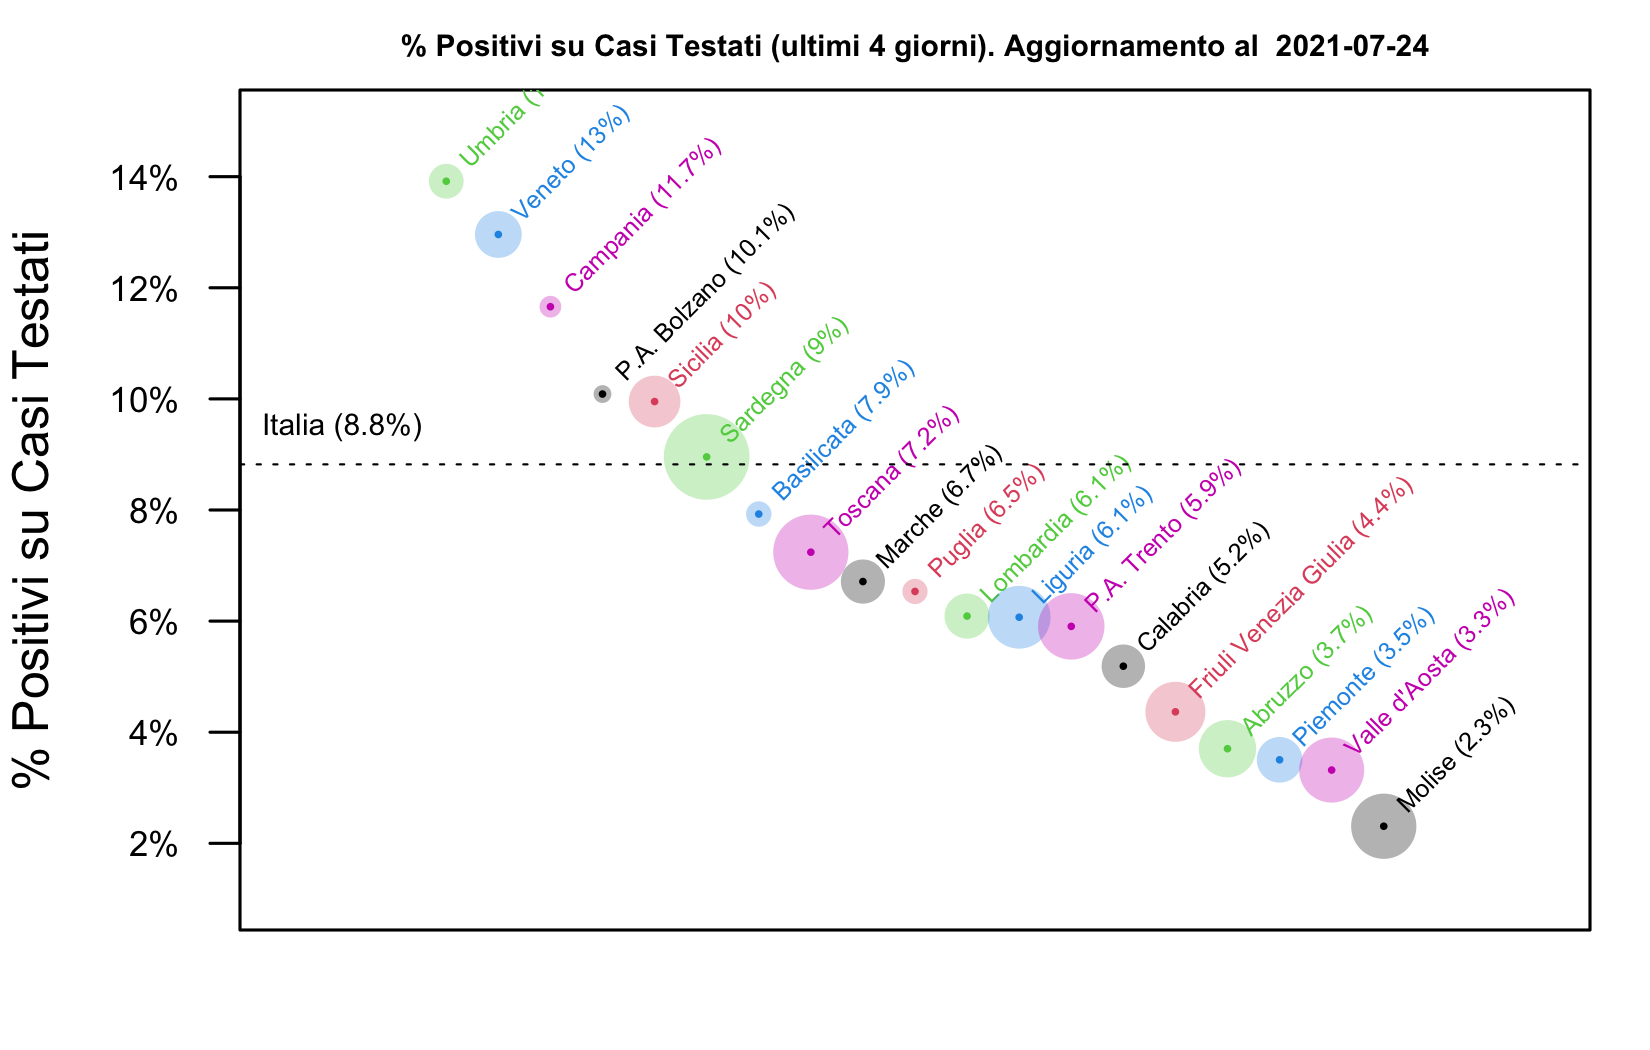 % Positivi su Casi Testati (ultimi 4 giorni). Aggiornamento al 2021-07-24
% Positivi su Casi Testati
14%
12%
10%
8%
6%
4%
2%
Italia (8.8%)
Umbria (1
Veneto (13%)
Campania (11.7%)
P.A. Bolzano (10.1%)
Sicilia (10%)
Sardegna (9%)
Basilicata (7.9%)
Toscana (7.2%)
Marche (6.7%)
Puglia (6.5%)
Lombardia (6.1%)
Liguria (6.1%)
P.A. Trento (5.9%)
Calabria (5.2%)
Friuli Venezia Giulia (4.4%)
Abruzzo (3.7%)
Piemonte (3.5%)
Valle d'Aosta (3.3%)
Molise (2.3%)